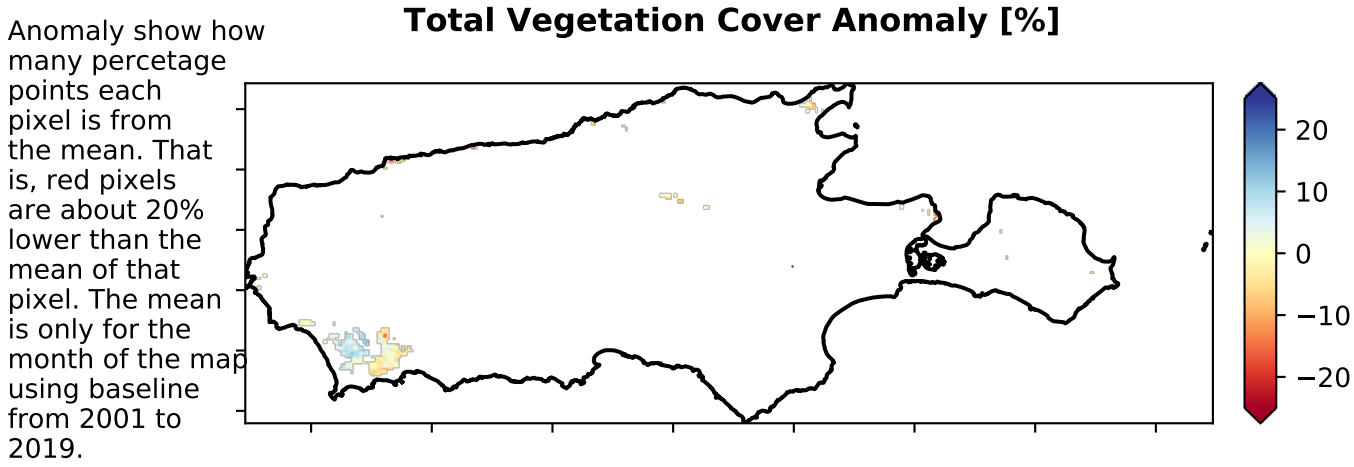 Total Vegetation Cover Anomaly [%]
Anomaly show how
many percetage
points each
pixel is from
the mean. That
is, red pixels
are about 20%
lower than the
mean of that
pixel. The mean
is only for the
month of the map
using baseline
from 2001 to
2019.
20
10
0
−10
−20